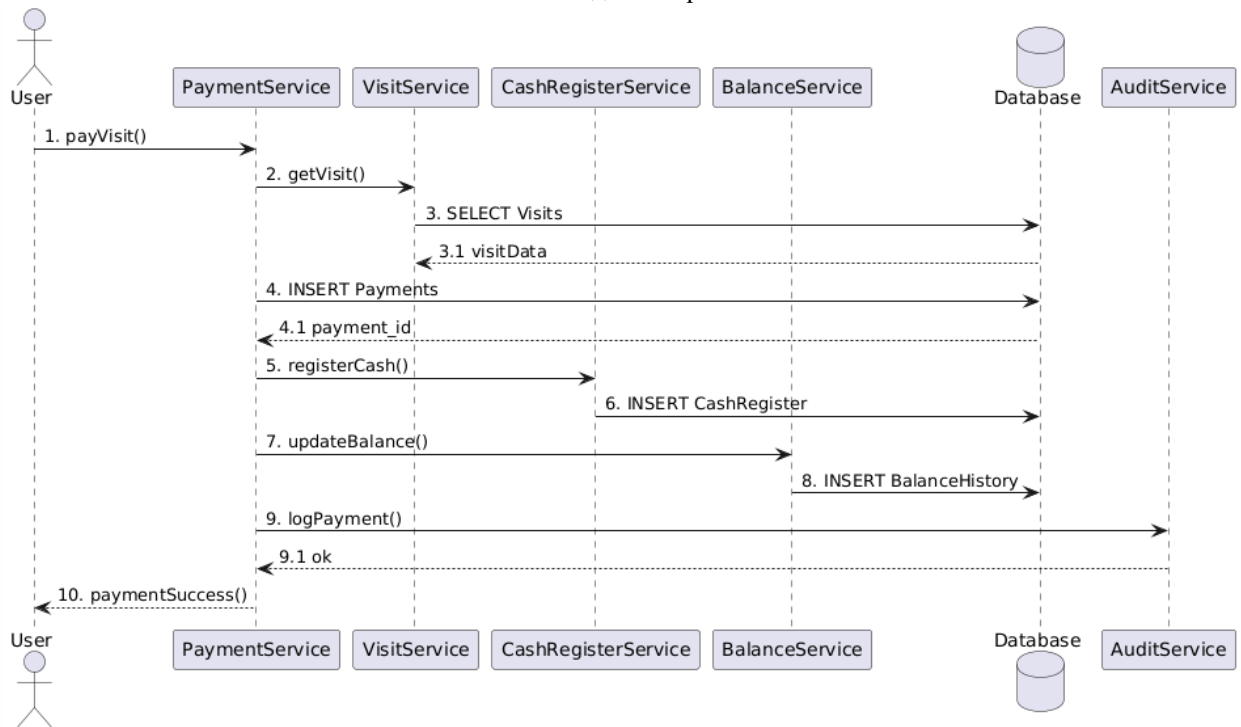 User
PaymentService
VisitService
CashRegisterService
BalanceService
Database
AuditService
1. payVisit()
2. getVisit()
3. SELECT Visits
3.1 visitData
4. INSERT Payments
4.1 payment_id
5. registerCash()
6. INSERT CashRegister
7. updateBalance()
8. INSERT BalanceHistory
9. logPayment()
9.1 ok
10. paymentSuccess()
User
PaymentService
VisitService
CashRegisterService
BalanceService
Database
AuditService